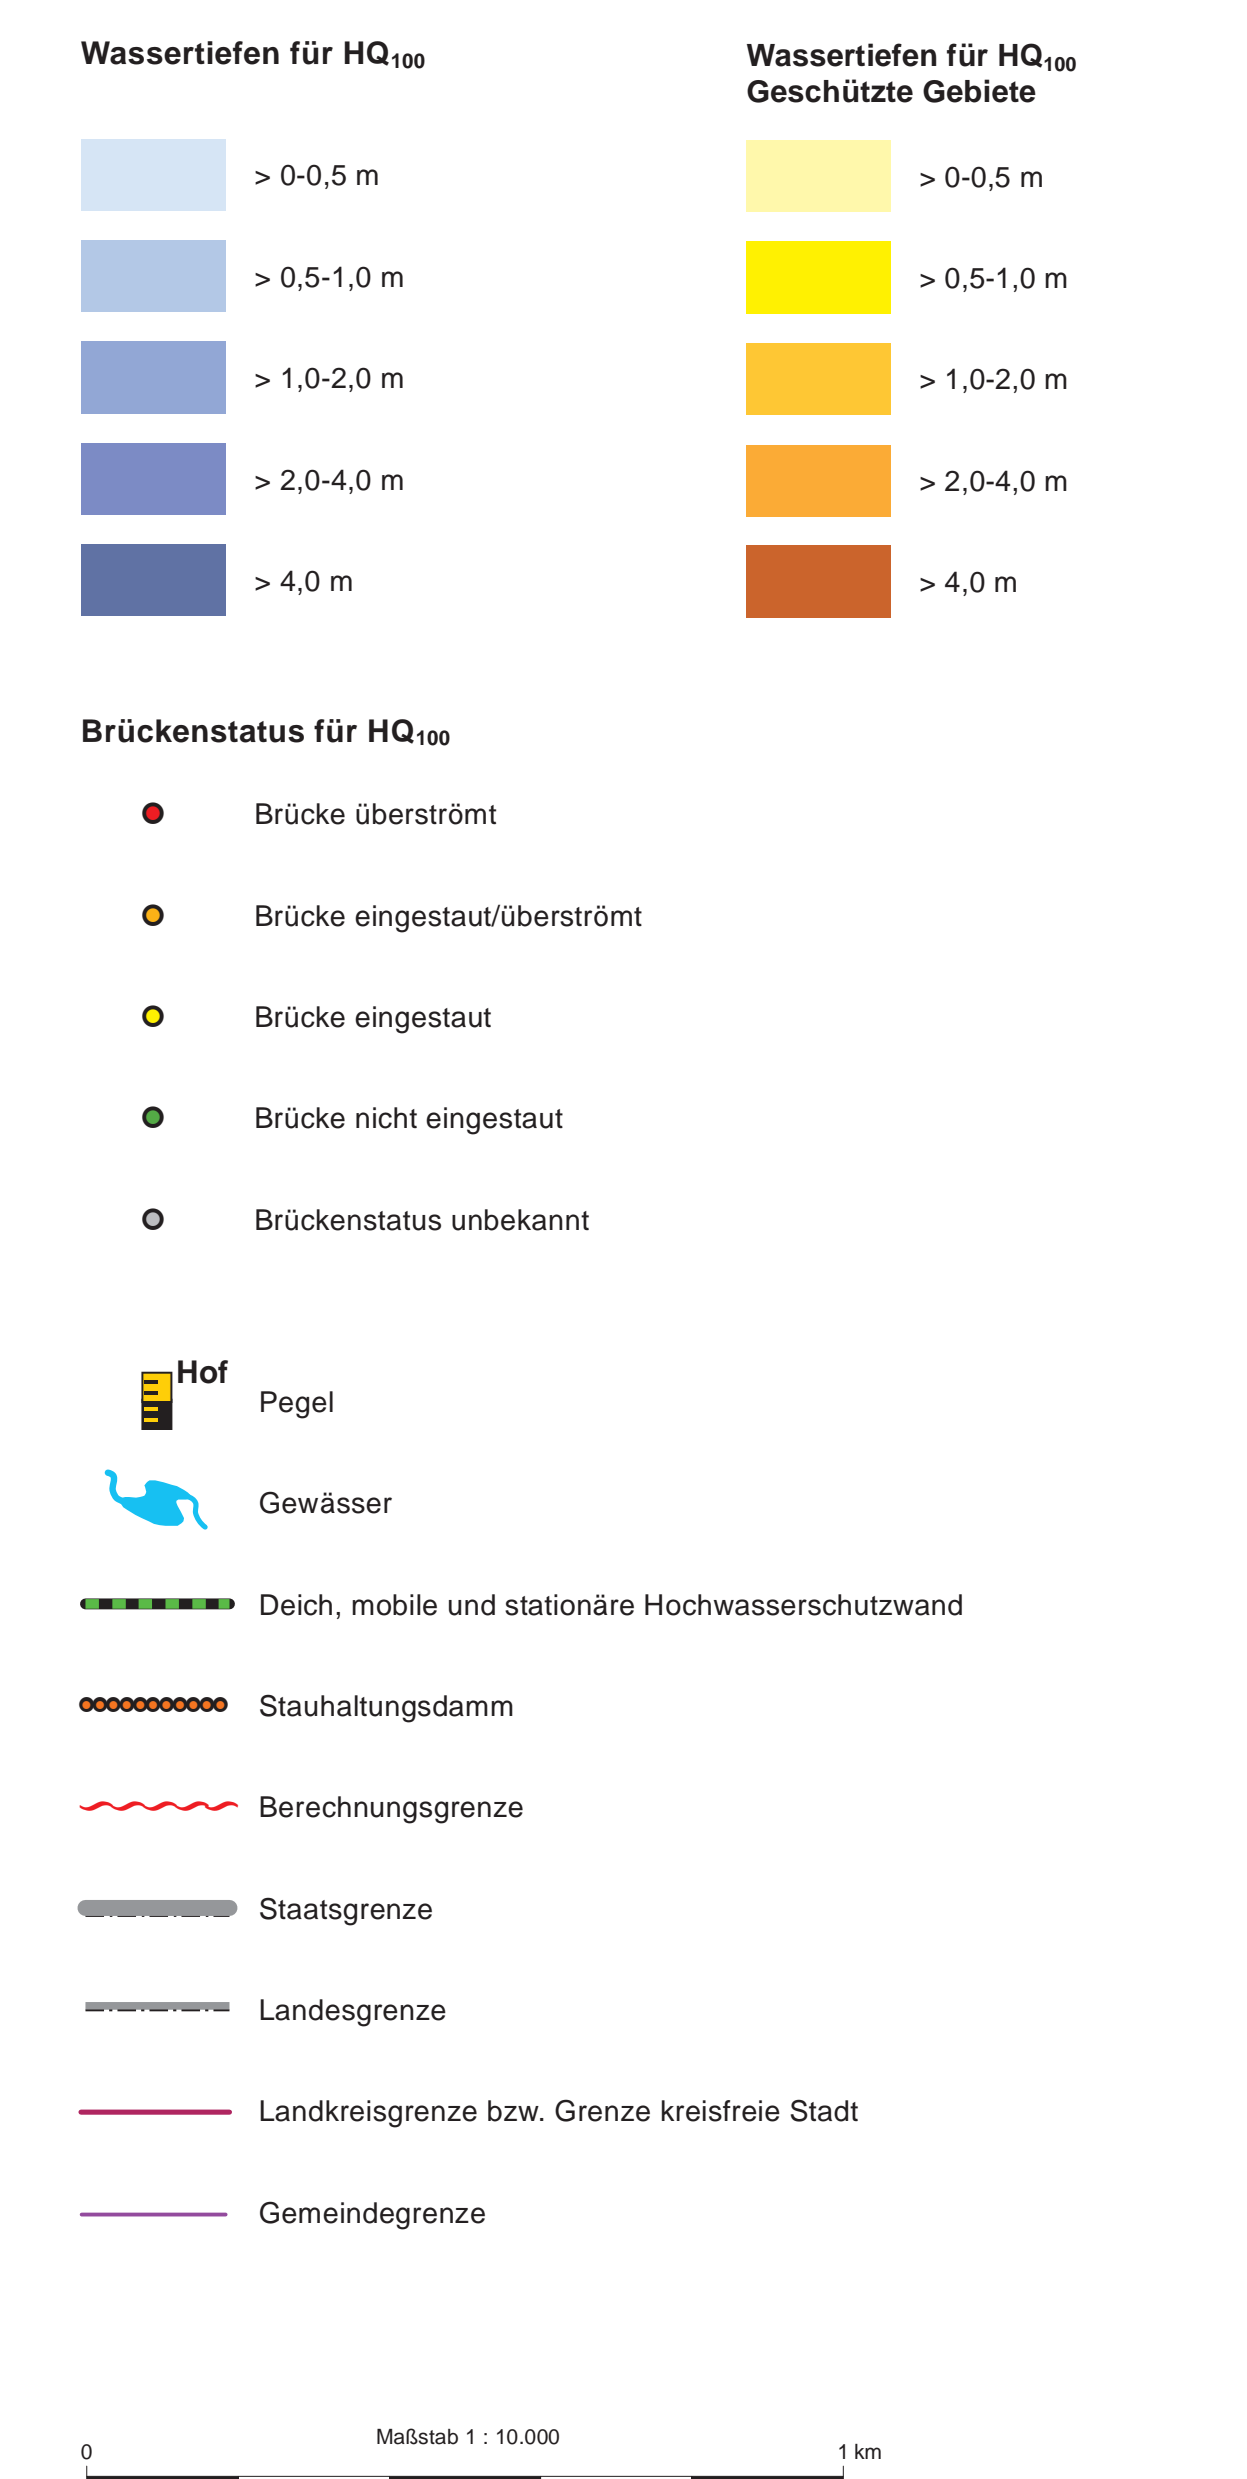 Wassertiefen für HQ100
> 0-0,5 m
> 0,5-1,0 m
> 1,0-2,0 m
> 2,0-4,0 m
> 4,0 m
Wassertiefen für HQ100
Geschützte Gebiete
> 0-0,5 m
> 0,5-1,0 m
> 1,0-2,0 m
> 2,0-4,0 m
> 4,0 m
Brückenstatus für HQ100
Brücke überströmt
Brücke eingestaut/überströmt
Brücke eingestaut
Brücke nicht eingestaut
Brückenstatus unbekannt
Hof
Pegel
Gewässer
Deich, mobile und stationäre Hochwasserschutzwand
Stauhaltungsdamm
Berechnungsgrenze
Staatsgrenze
Landesgrenze
Landkreisgrenze bzw. Grenze kreisfreie Stadt
Gemeindegrenze
Maßstab 1 : 10.000
0 1 km